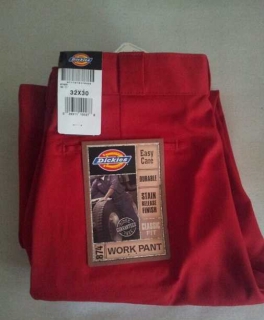 Dickies
32X30
Dickies
Easy
Care
DURABLE
STAIN
RELEASE
FINISH
CLASSIC
FIT
874
WORK PANT